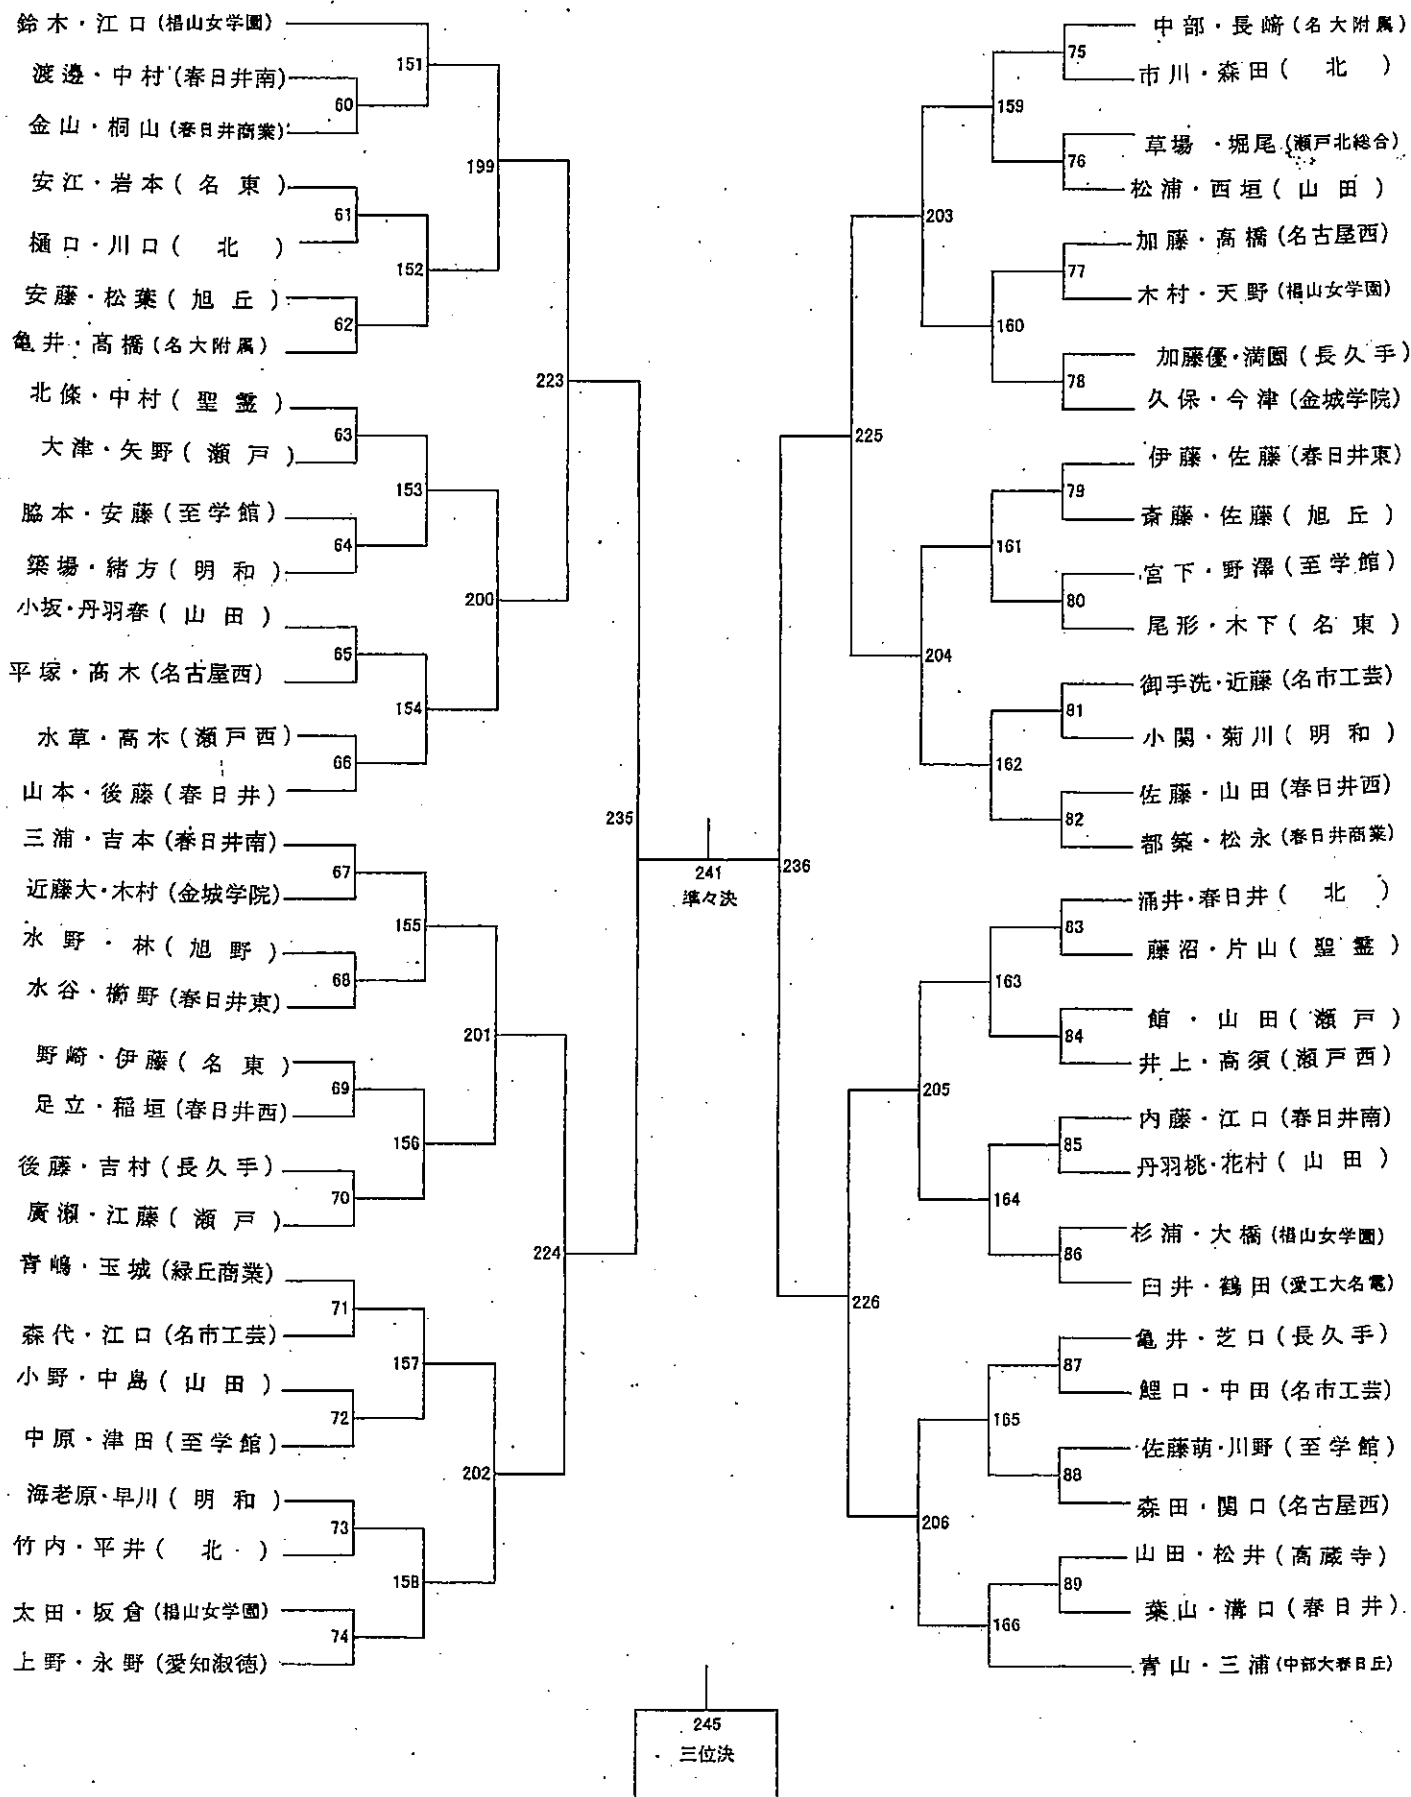 鈴木・江口(椙山女学園)
151
渡邊・中村(春日井南)
60
金山・桐山(春日井商業)
199
安江・岩本(名東)
61
樋口・川口(北)
152
安藤・松葉(旭丘)
62
亀井・髙橋(名大附属)
223
北條・中村(聖霊)
63
大津・矢野(瀬戸)
153
脇本・安藤(至学館)
64
築場・緒方(明和)
200
小坂・丹羽春(山田)
65
平塚・髙木(名古屋西)
154
水草・高木(瀬戸西)
66
山本・後藤(春日井)
235
三浦・吉本(春日井南)
67
近藤大・木村(金城学院)
155
水野・林(旭野)
68
水谷・櫛野(春日井東)
201
野崎・伊藤(名東)
69
足立・稲垣(春日井西)
156
後藤・吉村(長久手)
70
廣瀬・江藤(瀬戸)
224
青嶋・玉城(緑丘商業)
71
森代・江口(名市工芸)
157
小野・中島(山田)
72
中原・津田(至学館)
202
海老原・早川(明和)
73
竹内・平井(北)
158
太田・坂倉(椙山女学園)
74
上野・永野(愛知淑徳)
241
準々決
245
三位決
中部・長﨑(名大附属)
75
市川・森田(北)
159
草場・堀尾(瀬戸北総合)
76
松浦・西垣(山田)
203
加藤・高橋(名古屋西)
77
木村・天野(椙山女学園)
160
加藤優・満園(長久手)
78
久保・今津(金城学院)
225
伊藤・佐藤(春日井東)
79
斎藤・佐藤(旭丘)
161
宮下・野澤(至学館)
80
尾形・木下(名東)
204
御手洗・近藤(名市工芸)
81
小関・菊川(明和)
162
佐藤・山田(春日井西)
82
都築・松永(春日井商業)
236
涌井・春日井(北)
83
藤沼・片山(聖霊)
163
館・山田(瀬戸)
84
井上・高須(瀬戸西)
205
内藤・江口(春日井南)
85
丹羽桃・花村(山田)
164
杉浦・大橋(椙山女学園)
86
臼井・鶴田(愛工大名電)
226
亀井・芝口(長久手)
87
鯉口・中田(名市工芸)
165
佐藤萌・川野(至学館)
88
森田・関口(名古屋西)
206
山田・松井(高蔵寺)
89
葉山・溝口(春日井)
166
青山・三浦(中部大春日丘)